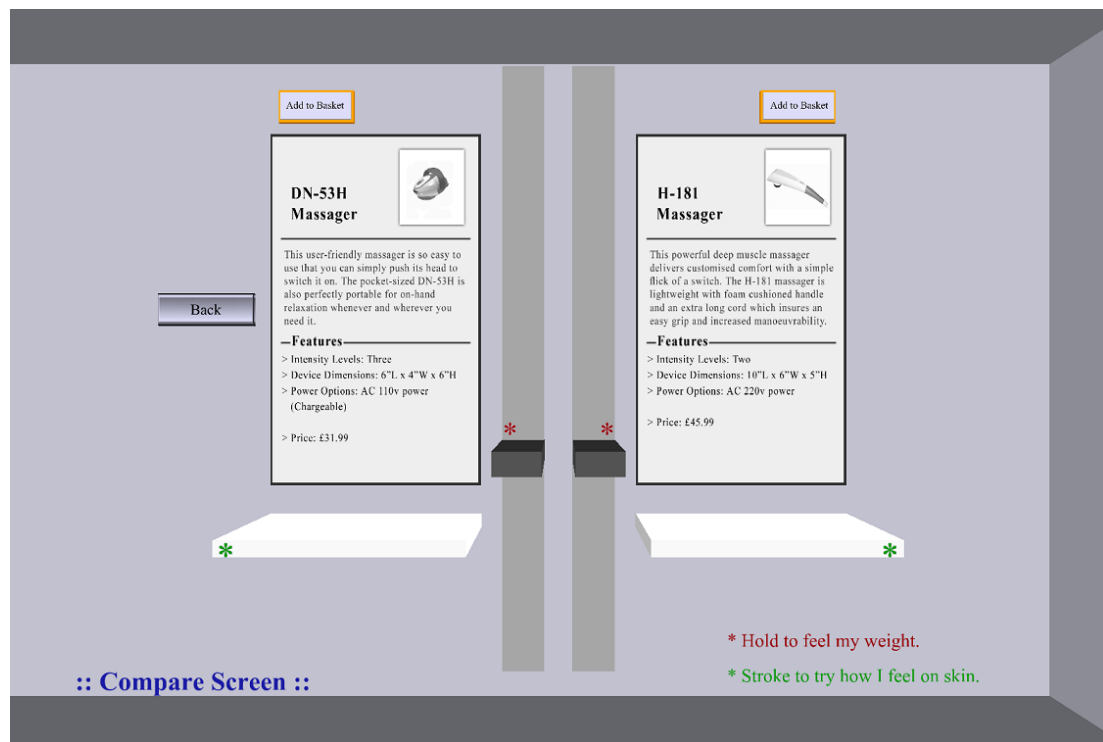 Add to Basket
DN-53H
Massager
This user-friendly massager is so easy to
use that you can simply push its head to
switch it on. The pocket-sized DN-53H is
also perfectly portable for on-hand
relaxation whenever and wherever you
need it.
Features
> Intensity Levels: Three
> Device Dimensions: 6”L x 4”W x 6”H
> Power Options: AC 110v power
(Chargeable)
> Price: £31.99
Add to Basket
H-181
Massager
This powerful deep muscle massager
delivers customised comfort with a simple
flick of a switch. The H-181 massager is
lightweight with foam cushioned handle
and an extra long cord which insures an
easy grip and increased manoeuvrability.
Features
> Intensity Levels: Two
> Device Dimensions: 10”L x 6”W x 5”H
> Power Options: AC 220v power
> Price: £45.99
Back
*
*
*
*
* Hold to feel my weight.
* Stroke to try how I feel on skin.
:: Compare Screen ::